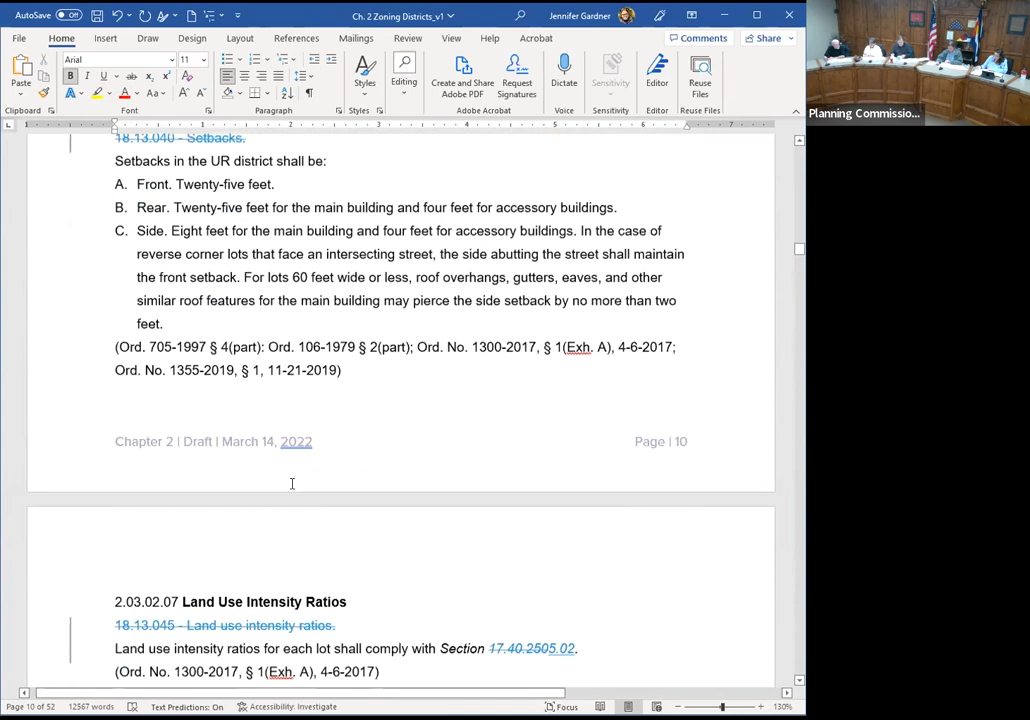 AutoSave Off Ch. 2 Zoning Districts_v1 Jennifer Gardner
File Home Insert Draw Design Layout References Mailings Review View Help Acrobat Comments Share
Arial 11
Paste Styles Editing Create and Share Adobe PDF Request Signatures Dictate Sensitivity Editor Reuse Files
Clipboard Font Paragraph Styles Adobe Acrobat Voice Sensitivity Editor Reuse Files
Planning Commissio...
1 1 2 3 4 5 6 7
18.13.040 - Setbacks.
Setbacks in the UR district shall be:
A. Front. Twenty-five feet.
B. Rear. Twenty-five feet for the main building and four feet for accessory buildings.
C. Side. Eight feet for the main building and four feet for accessory buildings. In the case of
reverse corner lots that face an intersecting street, the side abutting the street shall maintain
the front setback. For lots 60 feet wide or less, roof overhangs, gutters, eaves, and other
similar roof features for the main building may pierce the side setback by no more than two
feet.
(Ord. 705-1997 § 4(part): Ord. 106-1979 § 2(part); Ord. No. 1300-2017, § 1(Exh. A), 4-6-2017;
Ord. No. 1355-2019, § 1, 11-21-2019)
Chapter 2 | Draft | March 14, 2022 Page | 10
2.03.02.07 Land Use Intensity Ratios
18.13.045 - Land use intensity ratios.
Land use intensity ratios for each lot shall comply with Section 17.40.2505.02.
(Ord. No. 1300-2017, § 1(Exh. A), 4-6-2017)
Page 10 of 52 12567 words Text Predictions: On Accessibility: Investigate Focus 130%